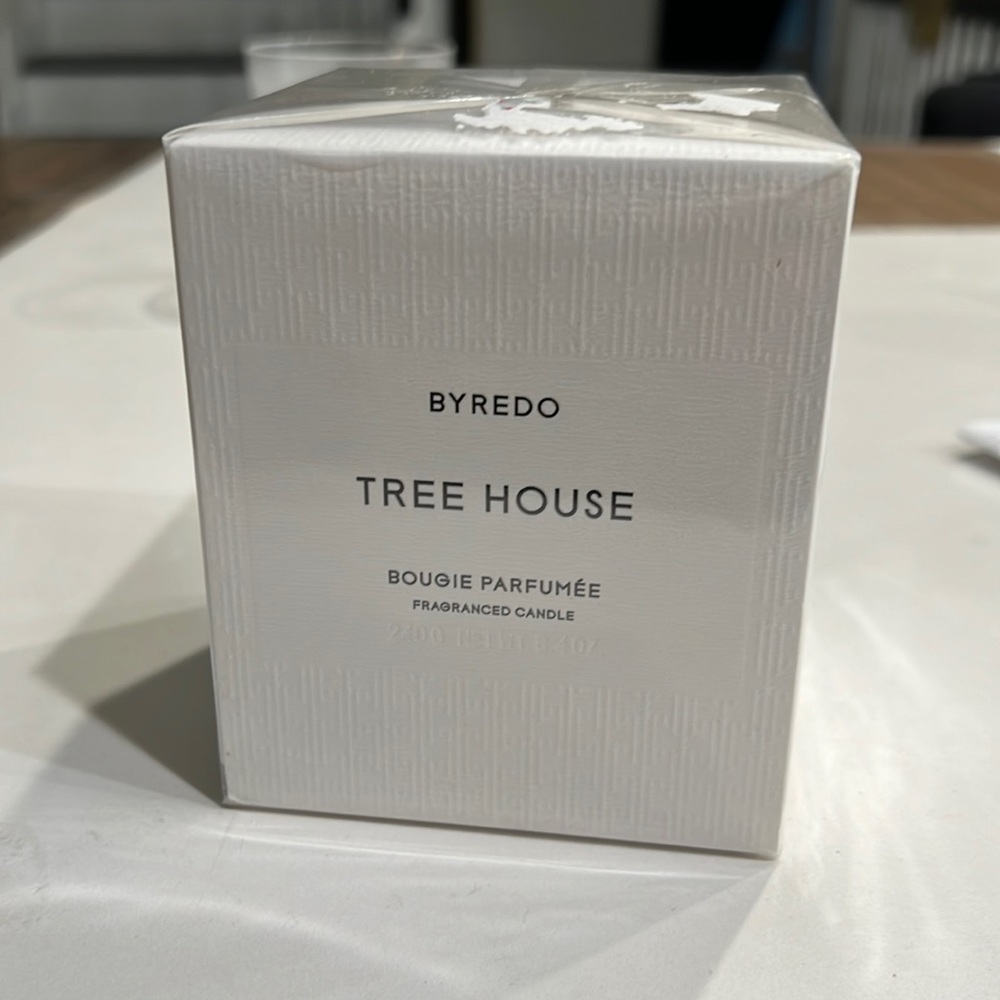 BYREDO
TREE HOUSE
BOUGIE PARFUMÉE
FRAGRANCED CANDLE